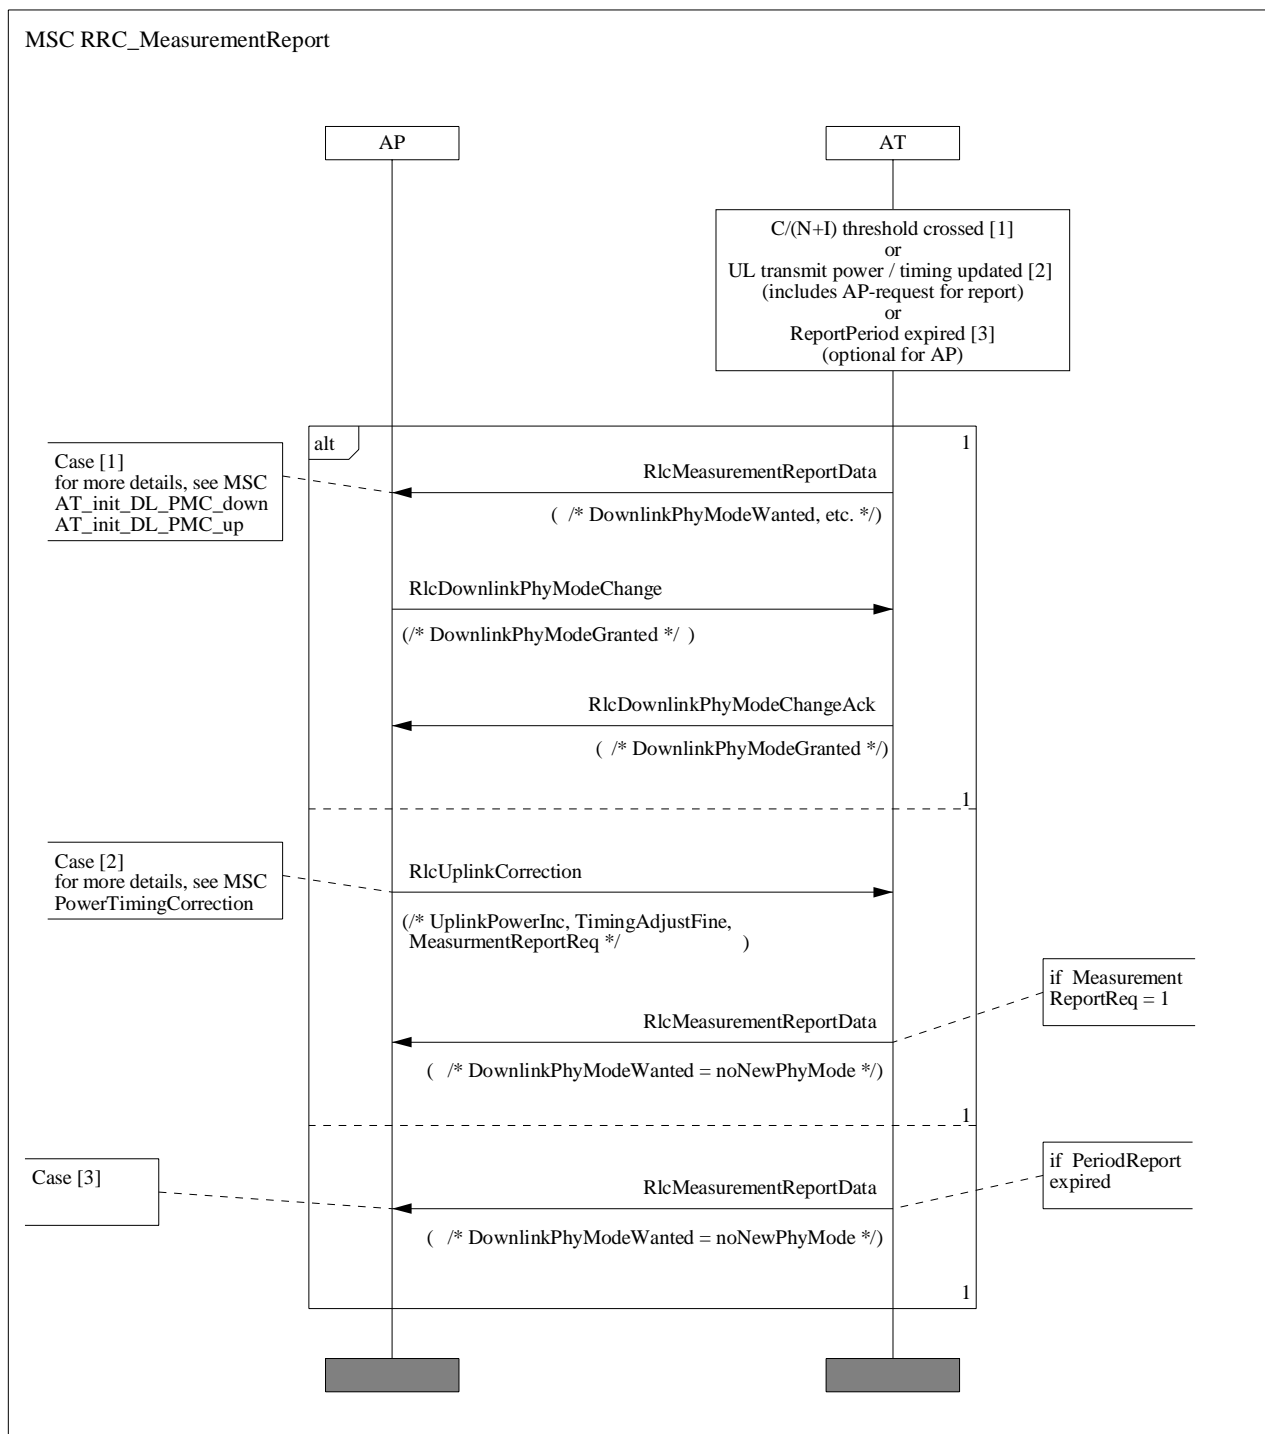 MSC RRC_MeasurementReport
AP
AT
C/(N+I) threshold crossed [1]
or
UL transmit power / timing updated [2]
(includes AP-request for report)
or
ReportPeriod expired [3]
(optional for AP)
alt
1
Case [1]
for more details, see MSC
AT_init_DL_PMC_down
AT_init_DL_PMC_up
RlcMeasurementReportData
( /* DownlinkPhyModeWanted, etc. */)
RlcDownlinkPhyModeChange
(/* DownlinkPhyModeGranted */ )
RlcDownlinkPhyModeChangeAck
( /* DownlinkPhyModeGranted */)
1
Case [2]
for more details, see MSC
PowerTimingCorrection
RlcUplinkCorrection
(/* UplinkPowerInc, TimingAdjustFine,
MeasurmentReportReq */ )
if Measurement
ReportReq = 1
RlcMeasurementReportData
( /* DownlinkPhyModeWanted = noNewPhyMode */)
1
Case [3]
if PeriodReport
expired
RlcMeasurementReportData
( /* DownlinkPhyModeWanted = noNewPhyMode */)
1